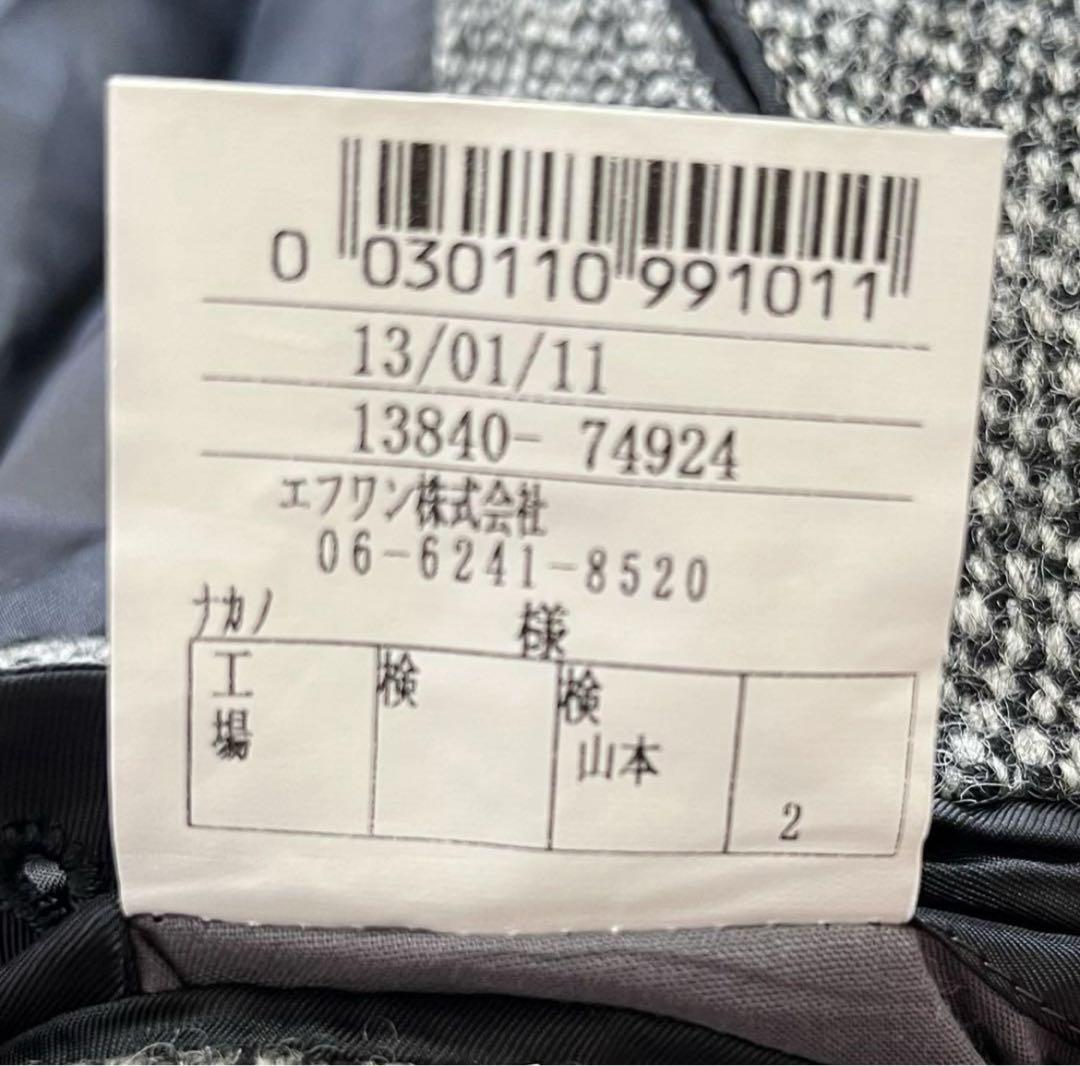 0 030110 991011
13/01/11
13840- 74924
エフワン株式会社
06-6241-8520
ナカノ 様
工場 検 検 山本 2